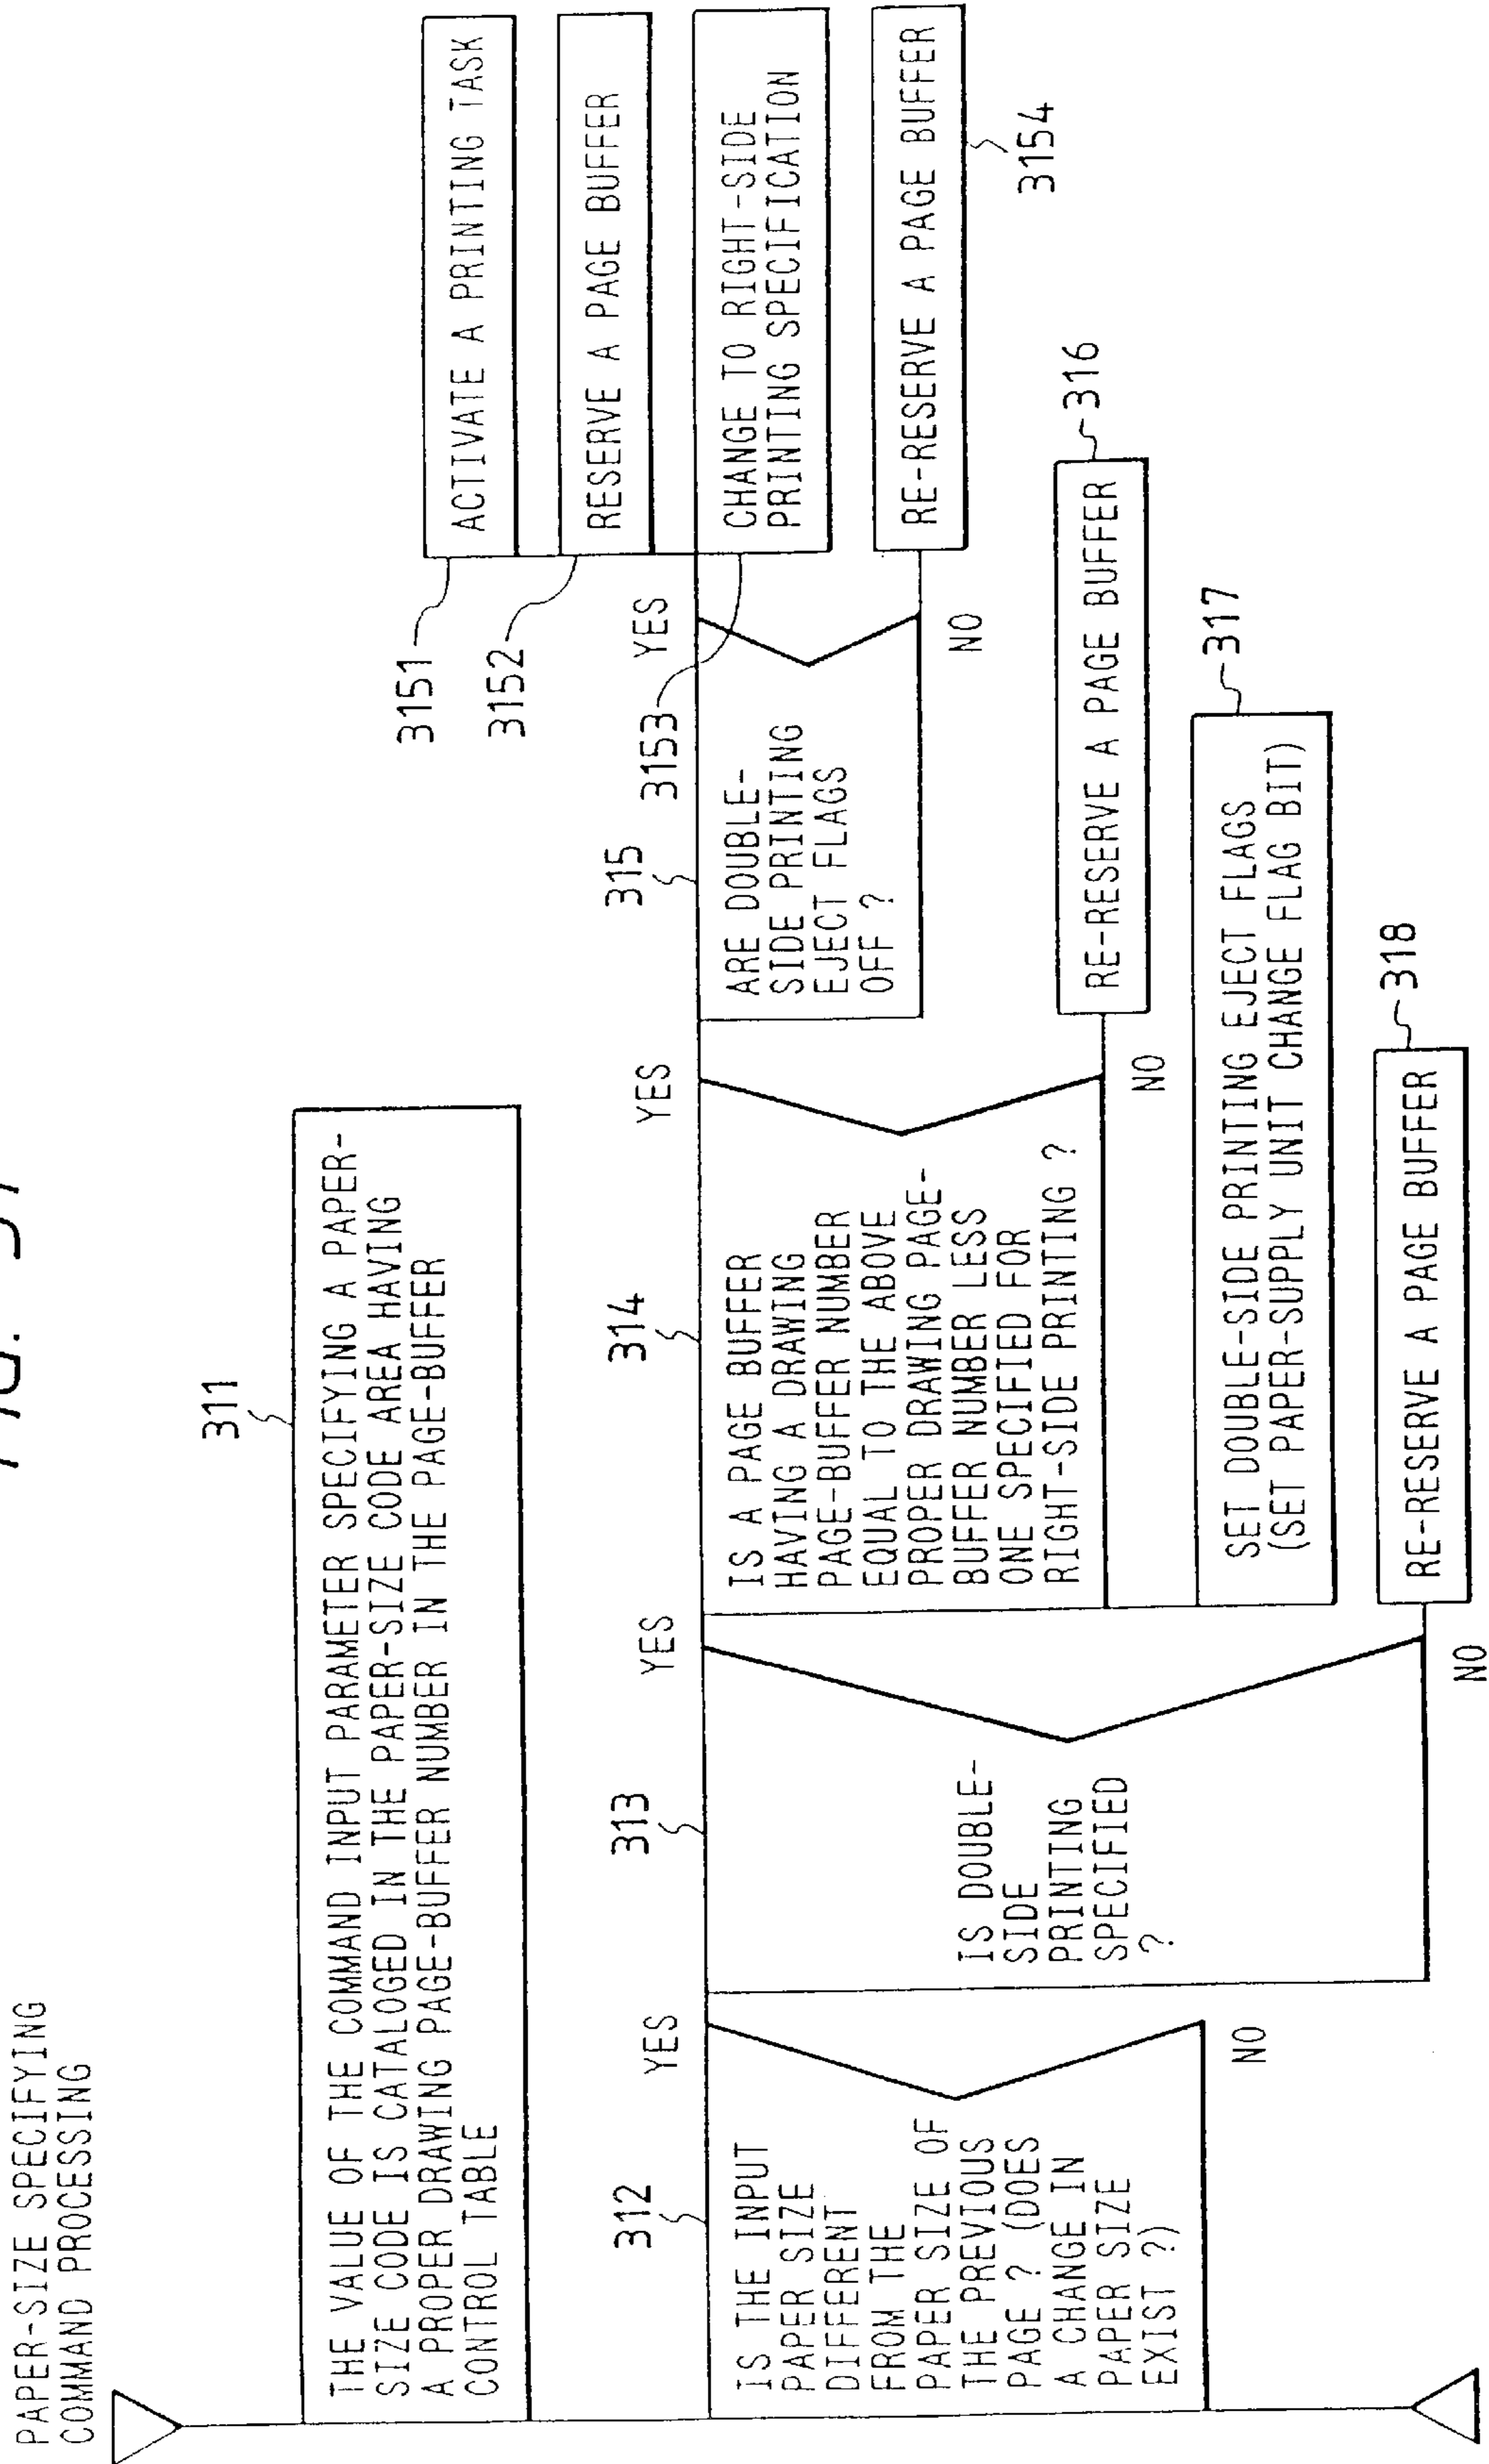 PAPER-SIZE SPECIFYING
COMMAND PROCESSING
311
THE VALUE OF THE COMMAND INPUT PARAMETER SPECIFYING A PAPER-
SIZE CODE IS CATALOGED IN THE PAPER-SIZE CODE AREA HAVING
A PROPER DRAWING PAGE-BUFFER NUMBER IN THE PAGE-BUFFER
CONTROL TABLE
312
IS THE INPUT
PAPER SIZE
DIFFERENT
FROM THE
PAPER SIZE OF
THE PREVIOUS
PAGE ? (DOES
A CHANGE IN
PAPER SIZE
EXIST ?)
YES
NO
313
IS DOUBLE-
SIDE
PRINTING
SPECIFIED
?
YES
NO
314
IS A PAGE BUFFER
HAVING A DRAWING
PAGE-BUFFER NUMBER
EQUAL TO THE ABOVE
PROPER DRAWING PAGE-
BUFFER NUMBER LESS
ONE SPECIFIED FOR
RIGHT-SIDE PRINTING ?
YES
NO
315
ARE DOUBLE-
SIDE PRINTING
EJECT FLAGS
OFF ?
YES
NO
3151
ACTIVATE A PRINTING TASK
3152
RESERVE A PAGE BUFFER
3153
CHANGE TO RIGHT-SIDE
PRINTING SPECIFICATION
RE-RESERVE A PAGE BUFFER
3154
RE-RESERVE A PAGE BUFFER
316
SET DOUBLE-SIDE PRINTING EJECT FLAGS
(SET PAPER-SUPPLY UNIT CHANGE FLAG BIT)
317
RE-RESERVE A PAGE BUFFER
318